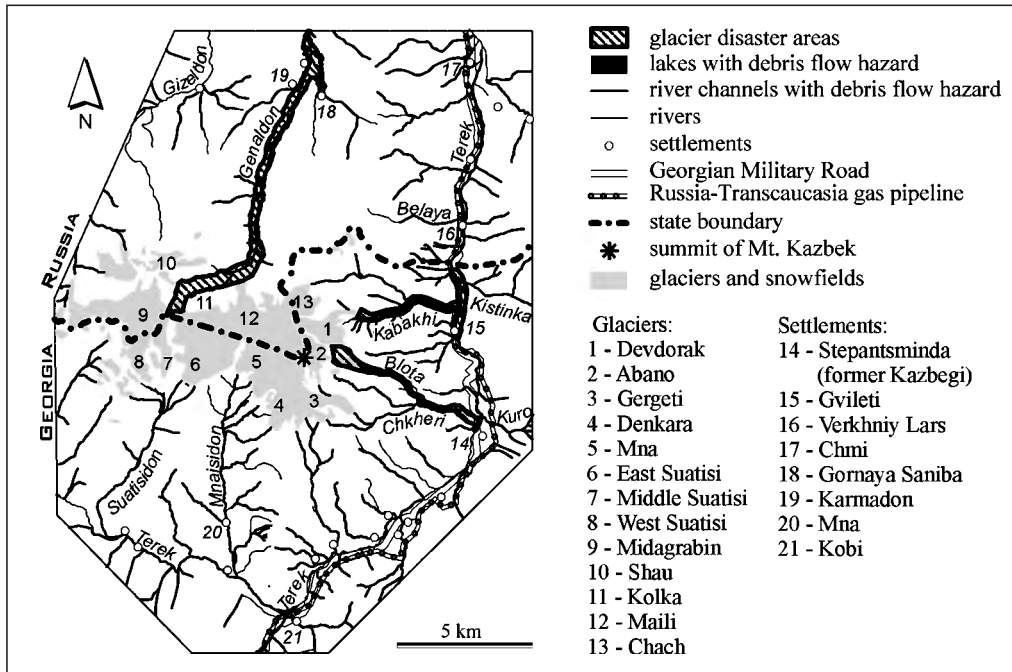 19
Gizeldon
17
N
18
Genaldon
Terek
Belaya
16
RUSSIA
10
13
Kistinka
11
9
12
1
Kabakhi
15
2
8
7
6
5
Blota
GEORGIA
4
3
Chkheri
Kuro
14
Suatisidon
Mnaisidon
20
Terek
Terek
21
5 km
glacier disaster areas
lakes with debris flow hazard
river channels with debris flow hazard
rivers
settlements
Georgian Military Road
Russia-Transcaucasia gas pipeline
state boundary
summit of Mt. Kazbek
glaciers and snowfields
Glaciers:
1 - Devdorak
2 - Abano
3 - Gergeti
4 - Denkara
5 - Mna
6 - East Suatisi
7 - Middle Suatisi
8 - West Suatisi
9 - Midagrabin
10 - Shau
11 - Kolka
12 - Maili
13 - Chach
Settlements:
14 - Stepantsminda
(former Kazbegi)
15 - Gvileti
16 - Verkhniy Lars
17 - Chmi
18 - Gornaya Saniba
19 - Karmadon
20 - Mna
21 - Kobi